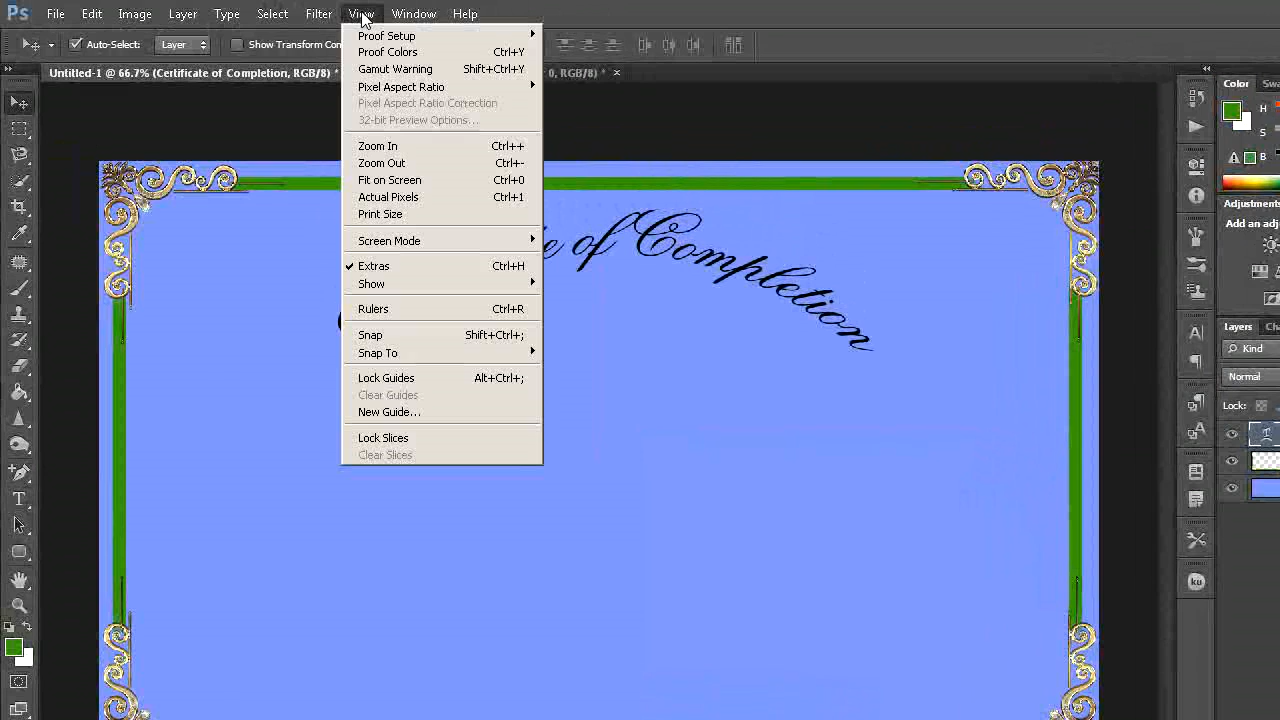 Ps File Edit Image Layer Type Select Filter View Window Help
Auto-Select: Layer Show Transform Con
Untitled-1 @ 66.7% (Certificate of Completion, RGB/8) * 0, RGB/8) * ×
Proof Setup
Proof Colors Ctrl+Y
Gamut Warning Shift+Ctrl+Y
Pixel Aspect Ratio
Pixel Aspect Ratio Correction
32-bit Preview Options...
Zoom In Ctrl++
Zoom Out Ctrl+-
Fit on Screen Ctrl+0
Actual Pixels Ctrl+1
Print Size
Screen Mode
Extras Ctrl+H
Show
Rulers Ctrl+R
Snap Shift+Ctrl+;
Snap To
Lock Guides Alt+Ctrl+;
Clear Guides
New Guide...
Lock Slices
Clear Slices
e of Completion
Color Swa
H
S
B
Adjustments
Add an adj
Layers Ch
Kind
Normal
Lock:
T
A
ku